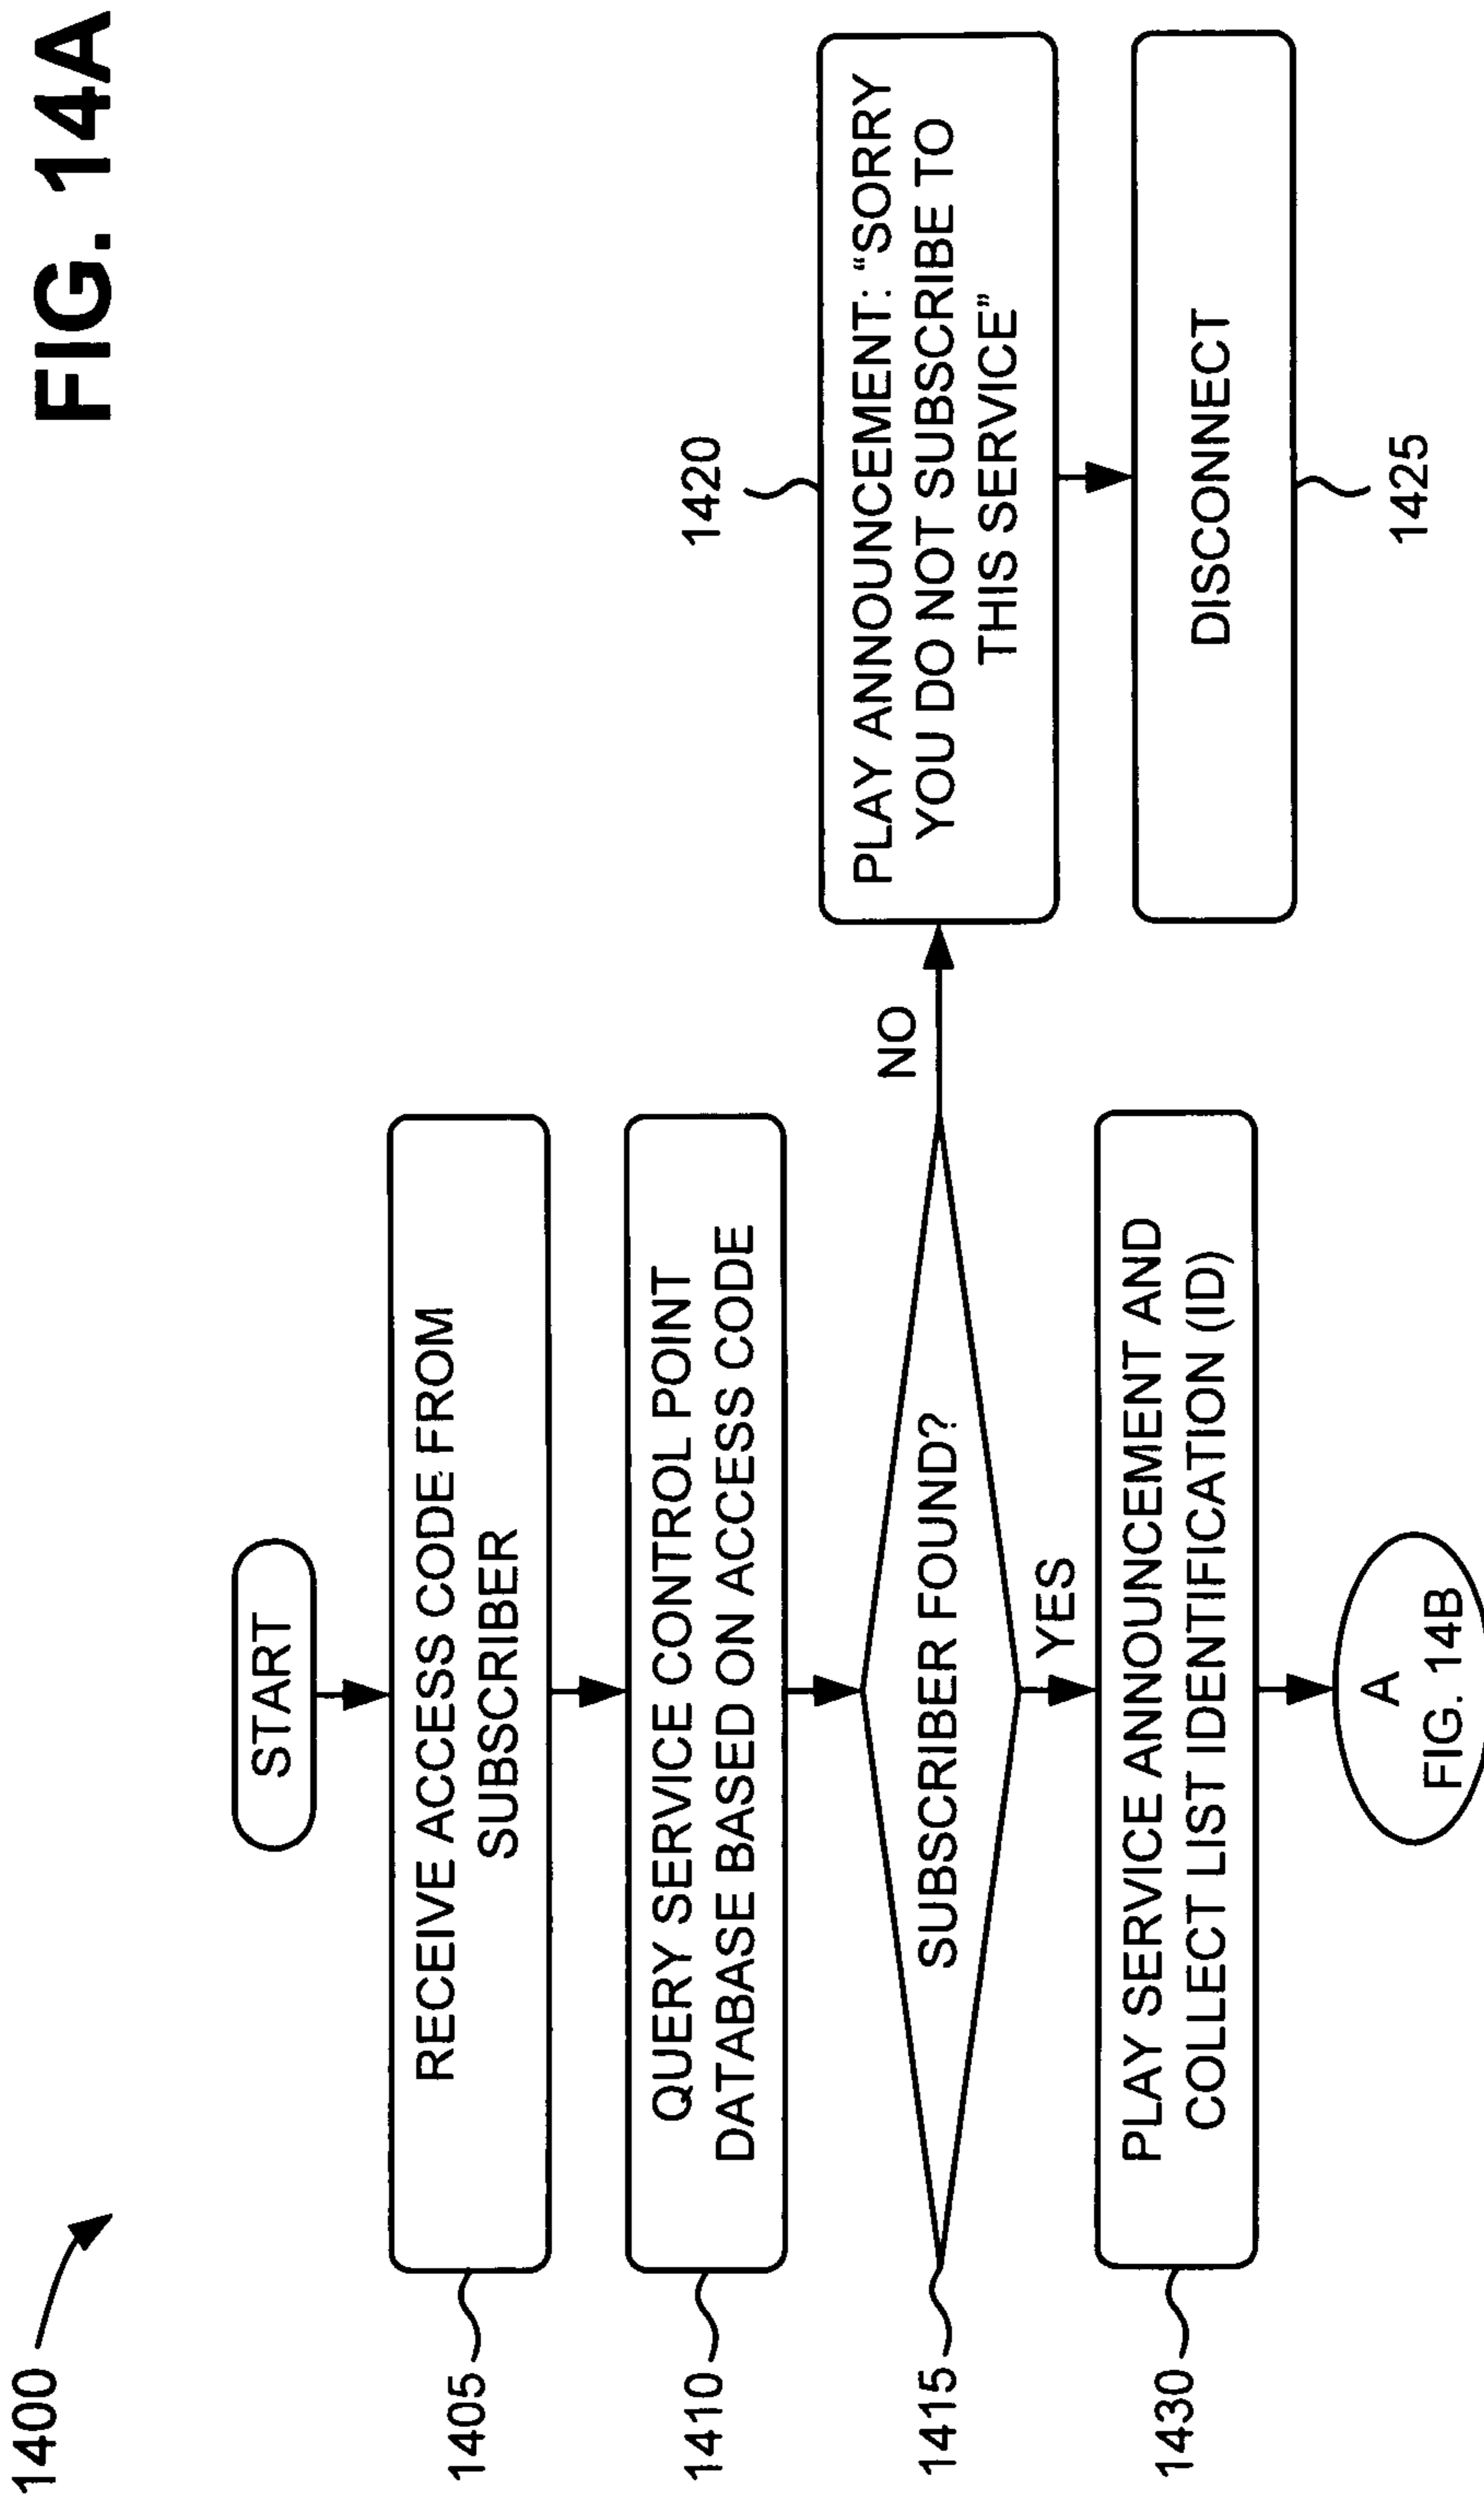 FIG. 14A
1400
START
1405
RECEIVE ACCESS CODE FROM
SUBSCRIBER
1410
QUERY SERVICE CONTROL POINT
DATABASE BASED ON ACCESS CODE
1415
SUBSCRIBER FOUND?
NO
1420
PLAY ANNOUNCEMENT: “SORRY
YOU DO NOT SUBSCRIBE TO
THIS SERVICE”
DISCONNECT
1425
YES
1430
PLAY SERVICE ANNOUNCEMENT AND
COLLECT LIST IDENTIFICATION (ID)
A
FIG. 14B